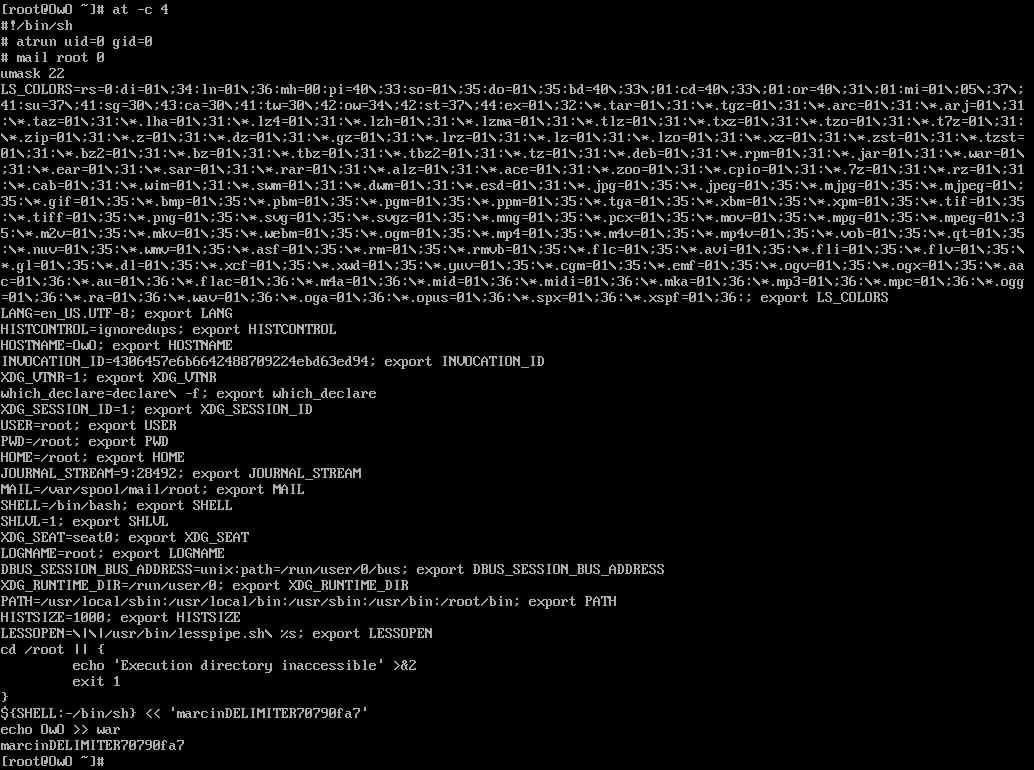 [root@OwO ~]# at -c 4
#!/bin/sh
# atrun uid=0 gid=0
# mail root 0
umask 22
LS_COLORS=rs=0:di=01\;34:ln=01\;36:mh=00:pi=40\;33:so=01\;35:do=01\;35:bd=40\;33\;01:cd=40\;33\;01:or=40\;31\;01:mi=01\;05\;37\;
41:su=37\;41:sg=30\;43:ca=30\;41:tw=30\;42:ow=34\;42:st=37\;44:ex=01\;32:\*.tar=01\;31:\*.tgz=01\;31:\*.arc=01\;31:\*.arj=01\;31
:\*.taz=01\;31:\*.lha=01\;31:\*.lz4=01\;31:\*.lzh=01\;31:\*.lzma=01\;31:\*.tlz=01\;31:\*.txz=01\;31:\*.tzo=01\;31:\*.t7z=01\;31:
\*.zip=01\;31:\*.z=01\;31:\*.dz=01\;31:\*.gz=01\;31:\*.lrz=01\;31:\*.lz=01\;31:\*.lzo=01\;31:\*.xz=01\;31:\*.zst=01\;31:\*.tzst=
01\;31:\*.bz2=01\;31:\*.bz=01\;31:\*.tbz=01\;31:\*.tbz2=01\;31:\*.tz=01\;31:\*.deb=01\;31:\*.rpm=01\;31:\*.jar=01\;31:\*.war=01\
;31:\*.ear=01\;31:\*.sar=01\;31:\*.rar=01\;31:\*.alz=01\;31:\*.ace=01\;31:\*.zoo=01\;31:\*.cpio=01\;31:\*.7z=01\;31:\*.rz=01\;31
:\*.cab=01\;31:\*.wim=01\;31:\*.swm=01\;31:\*.dwm=01\;31:\*.esd=01\;31:\*.jpg=01\;35:\*.jpeg=01\;35:\*.mjpg=01\;35:\*.mjpeg=01\;
35:\*.gif=01\;35:\*.bmp=01\;35:\*.pbm=01\;35:\*.pgm=01\;35:\*.ppm=01\;35:\*.tga=01\;35:\*.xbm=01\;35:\*.xpm=01\;35:\*.tif=01\;35
:\*.tiff=01\;35:\*.png=01\;35:\*.svg=01\;35:\*.svgz=01\;35:\*.mng=01\;35:\*.pcx=01\;35:\*.mov=01\;35:\*.mpg=01\;35:\*.mpeg=01\;3
5:\*.m2v=01\;35:\*.mkv=01\;35:\*.webm=01\;35:\*.ogm=01\;35:\*.mp4=01\;35:\*.m4v=01\;35:\*.mp4v=01\;35:\*.vob=01\;35:\*.qt=01\;35
:\*.nuv=01\;35:\*.wmv=01\;35:\*.asf=01\;35:\*.rm=01\;35:\*.rmvb=01\;35:\*.flc=01\;35:\*.avi=01\;35:\*.fli=01\;35:\*.flv=01\;35:\
*.gl=01\;35:\*.dl=01\;35:\*.xcf=01\;35:\*.xwd=01\;35:\*.yuv=01\;35:\*.cgm=01\;35:\*.emf=01\;35:\*.ogv=01\;35:\*.ogx=01\;35:\*.aa
c=01\;36:\*.au=01\;36:\*.flac=01\;36:\*.m4a=01\;36:\*.mid=01\;36:\*.midi=01\;36:\*.mka=01\;36:\*.mp3=01\;36:\*.mpc=01\;36:\*.ogg
=01\;36:\*.ra=01\;36:\*.wav=01\;36:\*.oga=01\;36:\*.opus=01\;36:\*.spx=01\;36:\*.xspf=01\;36:; export LS_COLORS
LANG=en_US.UTF-8; export LANG
HISTCONTROL=ignoredups; export HISTCONTROL
HOSTNAME=OwO; export HOSTNAME
INVOCATION_ID=4306457e6b6642488709224ebd63ed94; export INVOCATION_ID
XDG_VTNR=1; export XDG_VTNR
which_declare=declare\ -f; export which_declare
XDG_SESSION_ID=1; export XDG_SESSION_ID
USER=root; export USER
PWD=/root; export PWD
HOME=/root; export HOME
JOURNAL_STREAM=9:28492; export JOURNAL_STREAM
MAIL=/var/spool/mail/root; export MAIL
SHELL=/bin/bash; export SHELL
SHLVL=1; export SHLVL
XDG_SEAT=seat0; export XDG_SEAT
LOGNAME=root; export LOGNAME
DBUS_SESSION_BUS_ADDRESS=unix:path=/run/user/0/bus; export DBUS_SESSION_BUS_ADDRESS
XDG_RUNTIME_DIR=/run/user/0; export XDG_RUNTIME_DIR
PATH=/usr/local/sbin:/usr/local/bin:/usr/sbin:/usr/bin:/root/bin; export PATH
HISTSIZE=1000; export HISTSIZE
LESSOPEN=\|\|/usr/bin/lesspipe.sh\ %s; export LESSOPEN
cd /root || {
         echo 'Execution directory inaccessible' >&2
         exit 1
}
${SHELL:-/bin/sh} << 'marcinDELIMITER70790fa7'
echo OwO >> war
marcinDELIMITER70790fa7
[root@OwO ~]#